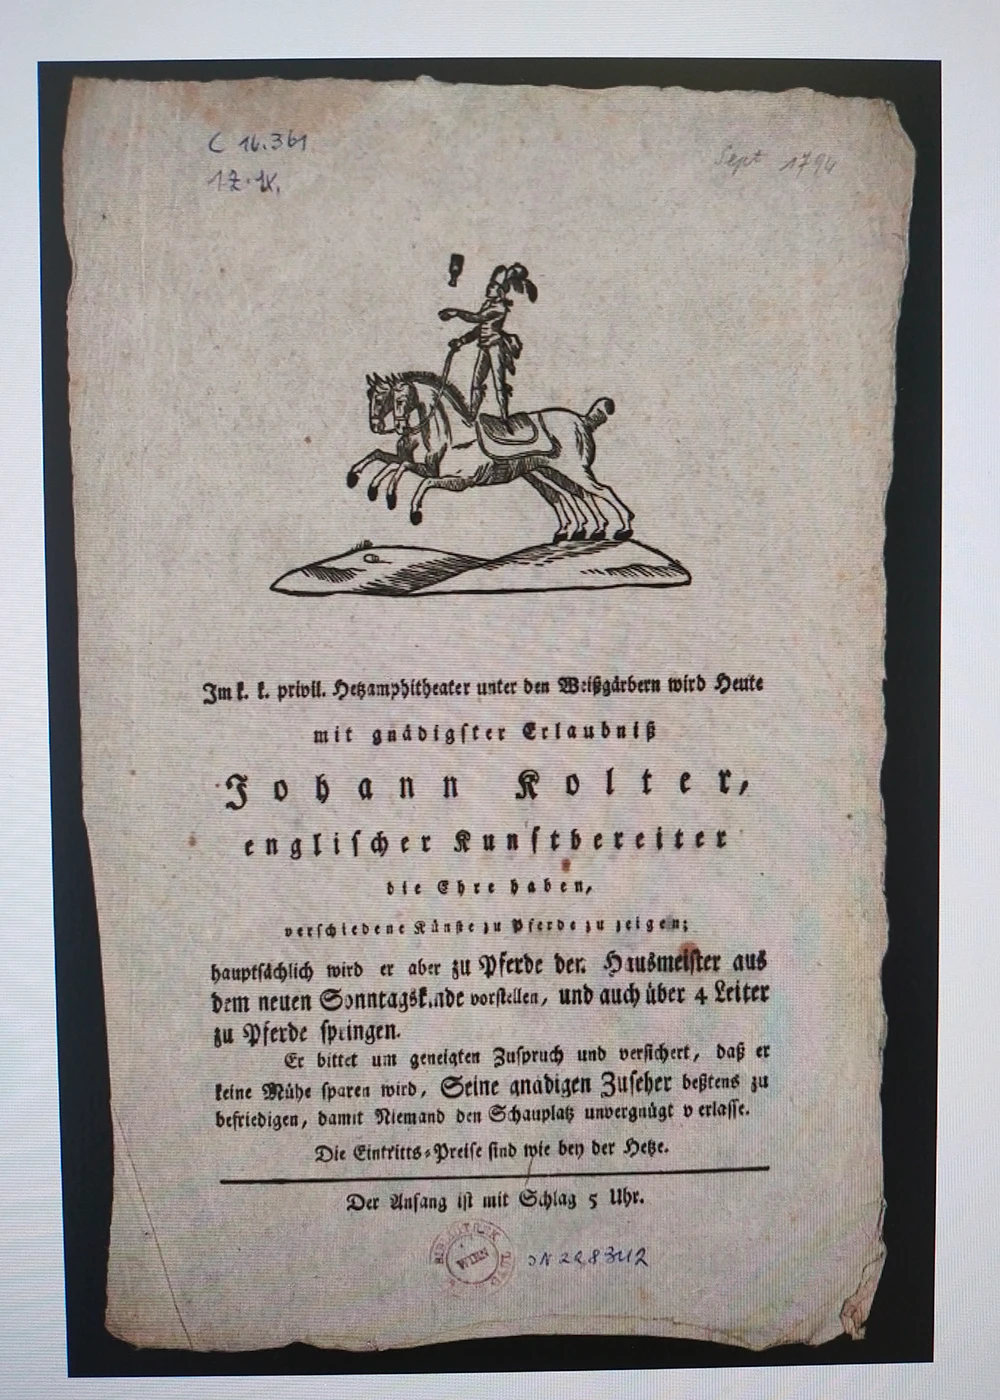 C 16.361
Sept 1794
Im k. k. privil. Hetzamphitheater unter den Weißgärbern wird Heute
mit gnädigster Erlaubniß
Johann Kolter,
englischer Kunstbereiter
die Ehre haben,
verschiedene Künste zu Pferde zu zeigen;
hauptsächlich wird er aber zu Pferde den Hausmeister aus
dem neuen Sonntagskinde vorstellen, und auch über 4 Leiter
zu Pferde springen.
Er bittet um geneigten Zuspruch und versichert, daß er
keine Mühe sparen wird, Seine gnädigen Zuseher beßtens zu
befriedigen, damit Niemand den Schauplatz unvergnügt verlasse.
Die Eintritts-Preise sind wie bey der Hetze.
Der Anfang ist mit Schlag 5 Uhr.
WIEN